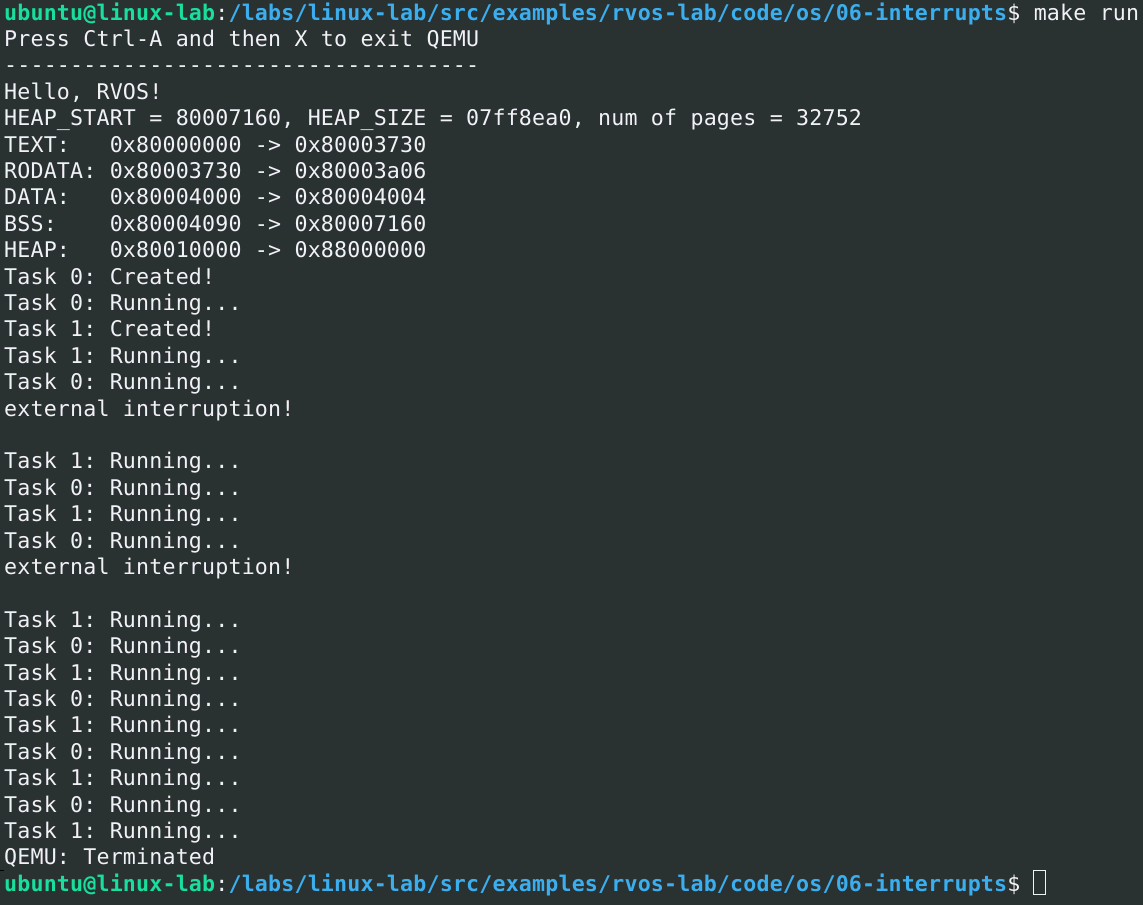 ubuntu@linux-lab:/labs/linux-lab/src/examples/rvos-lab/code/os/06-interrupts$ make run
Press Ctrl-A and then X to exit QEMU
------------------------------------
Hello, RVOS!
HEAP_START = 80007160, HEAP_SIZE = 07ff8ea0, num of pages = 32752
TEXT:   0x80000000 -> 0x80003730
RODATA: 0x80003730 -> 0x80003a06
DATA:   0x80004000 -> 0x80004004
BSS:    0x80004090 -> 0x80007160
HEAP:   0x80010000 -> 0x88000000
Task 0: Created!
Task 0: Running...
Task 1: Created!
Task 1: Running...
Task 0: Running...
external interruption!

Task 1: Running...
Task 0: Running...
Task 1: Running...
Task 0: Running...
external interruption!

Task 1: Running...
Task 0: Running...
Task 1: Running...
Task 0: Running...
Task 1: Running...
Task 0: Running...
Task 1: Running...
Task 0: Running...
Task 1: Running...
QEMU: Terminated
ubuntu@linux-lab:/labs/linux-lab/src/examples/rvos-lab/code/os/06-interrupts$